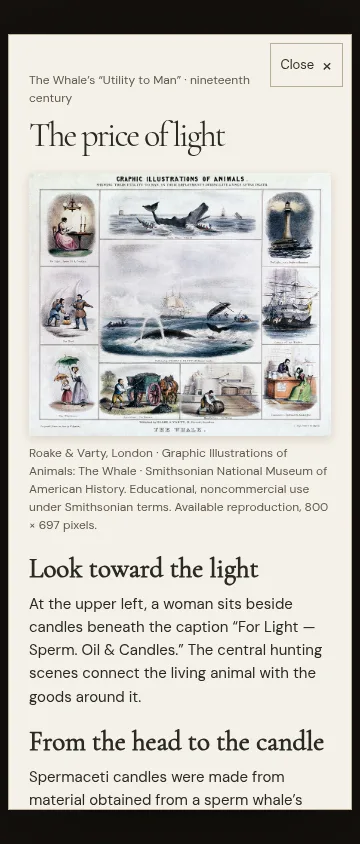 Close ×
The Whale’s “Utility to Man” · nineteenth
century
The price of light
GRAPHIC ILLUSTRATIONS OF ANIMALS.
THE WHALE.
Roake & Varty, London · Graphic Illustrations of
Animals: The Whale · Smithsonian National Museum of
American History. Educational, noncommercial use
under Smithsonian terms. Available reproduction, 800
× 697 pixels.
Look toward the light
At the upper left, a woman sits beside
candles beneath the caption “For Light —
Sperm. Oil & Candles.” The central hunting
scenes connect the living animal with the
goods around it.
From the head to the candle
Spermaceti candles were made from
material obtained from a sperm whale’s